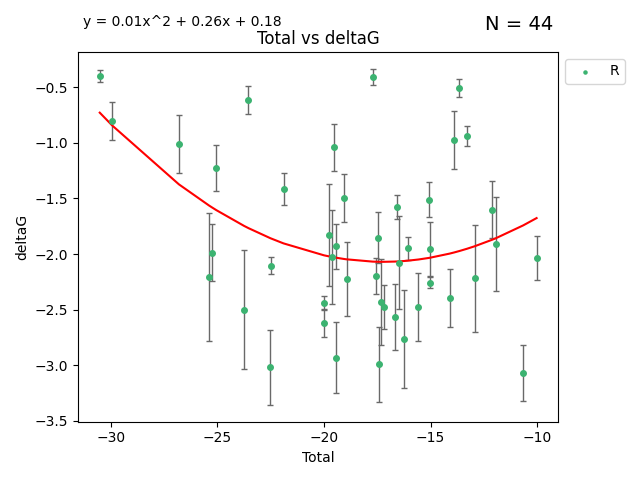 y = 0.01x^2 + 0.26x + 0.18
N = 44
Total vs deltaG
R
−0.5
−1.0
−1.5
−2.0
−2.5
−3.0
−3.5
deltaG
−30 −25 −20 −15 −10
Total